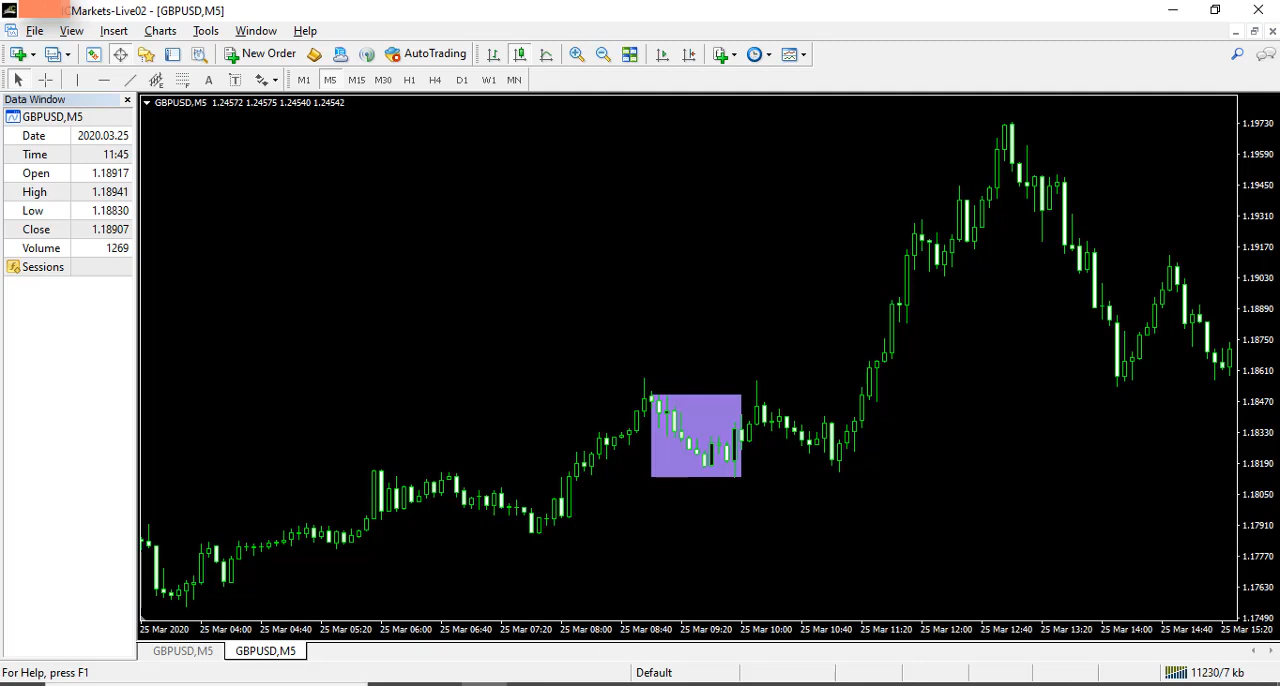 ICMarkets-Live02 - [GBPUSD,M5]
File View Insert Charts Tools Window Help
New Order AutoTrading
A T M1 M5 M15 M30 H1 H4 D1 W1 MN
Data Window
GBPUSD,M5
Date 2020.03.25
Time 11:45
Open 1.18917
High 1.18941
Low 1.18830
Close 1.18907
Volume 1269
Sessions
GBPUSD,M5 1.24572 1.24575 1.24540 1.24542
1.19730
1.19590
1.19450
1.19310
1.19170
1.19030
1.18890
1.18750
1.18610
1.18470
1.18330
1.18190
1.18050
1.17910
1.17770
1.17630
1.17490
25 Mar 2020 25 Mar 04:00 25 Mar 04:40 25 Mar 05:20 25 Mar 06:00 25 Mar 06:40 25 Mar 07:20 25 Mar 08:00 25 Mar 08:40 25 Mar 09:20 25 Mar 10:00 25 Mar 10:40 25 Mar 11:20 25 Mar 12:00 25 Mar 12:40 25 Mar 13:20 25 Mar 14:00 25 Mar 14:40 25 Mar 15:20
GBPUSD,M5 GBPUSD,M5
For Help, press F1 Default 11230/7 kb